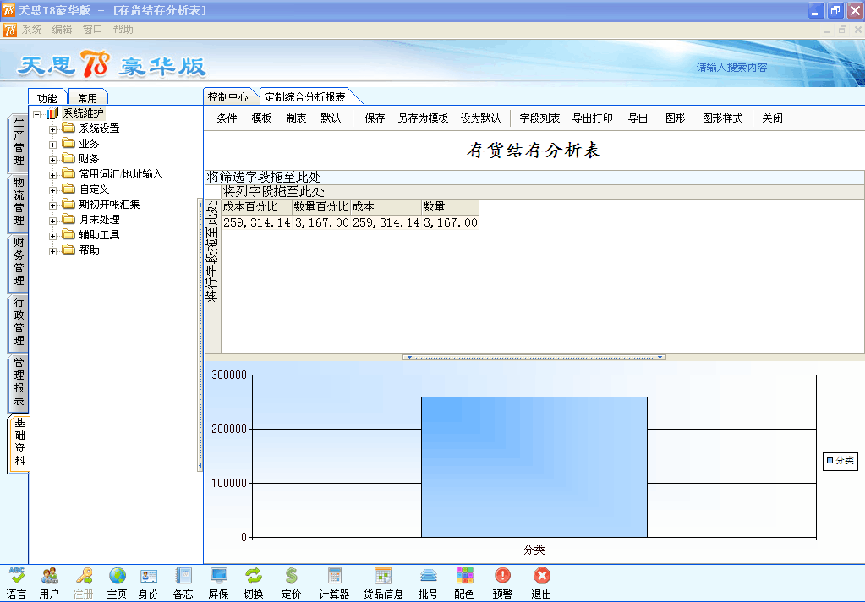 天思T8豪华版 - [存货结存分析表]
系统 编辑 窗口 帮助
天思T8豪华版
请输入搜索内容
功能 常用
控制中心 定制综合分析报表
生产管理
物流管理
财务管理
行政管理
管理报表
基础资料
系统维护
系统设置
业务
财务
常用词汇/地址输入
自定义
期初开帐汇集
月末处理
辅助工具
帮助
条件 模板 制表 默认 保存 另存为模板 设为默认 字段列表 导出打印 导出 图形 图形样式 关闭
存货结存分析表
将筛选字段拖至此处
将列字段拖至此处
将行字段拖至此处
成本百分比 数量百分比 成本 数量
259,314.14 3,167.00 259,314.14 3,167.00
300000
200000
100000
0
分类
分类
语言 用户 注册 主页 身份 备忘 屏保 切换 定价 计算器 货品信息 批号 配色 预警 退出